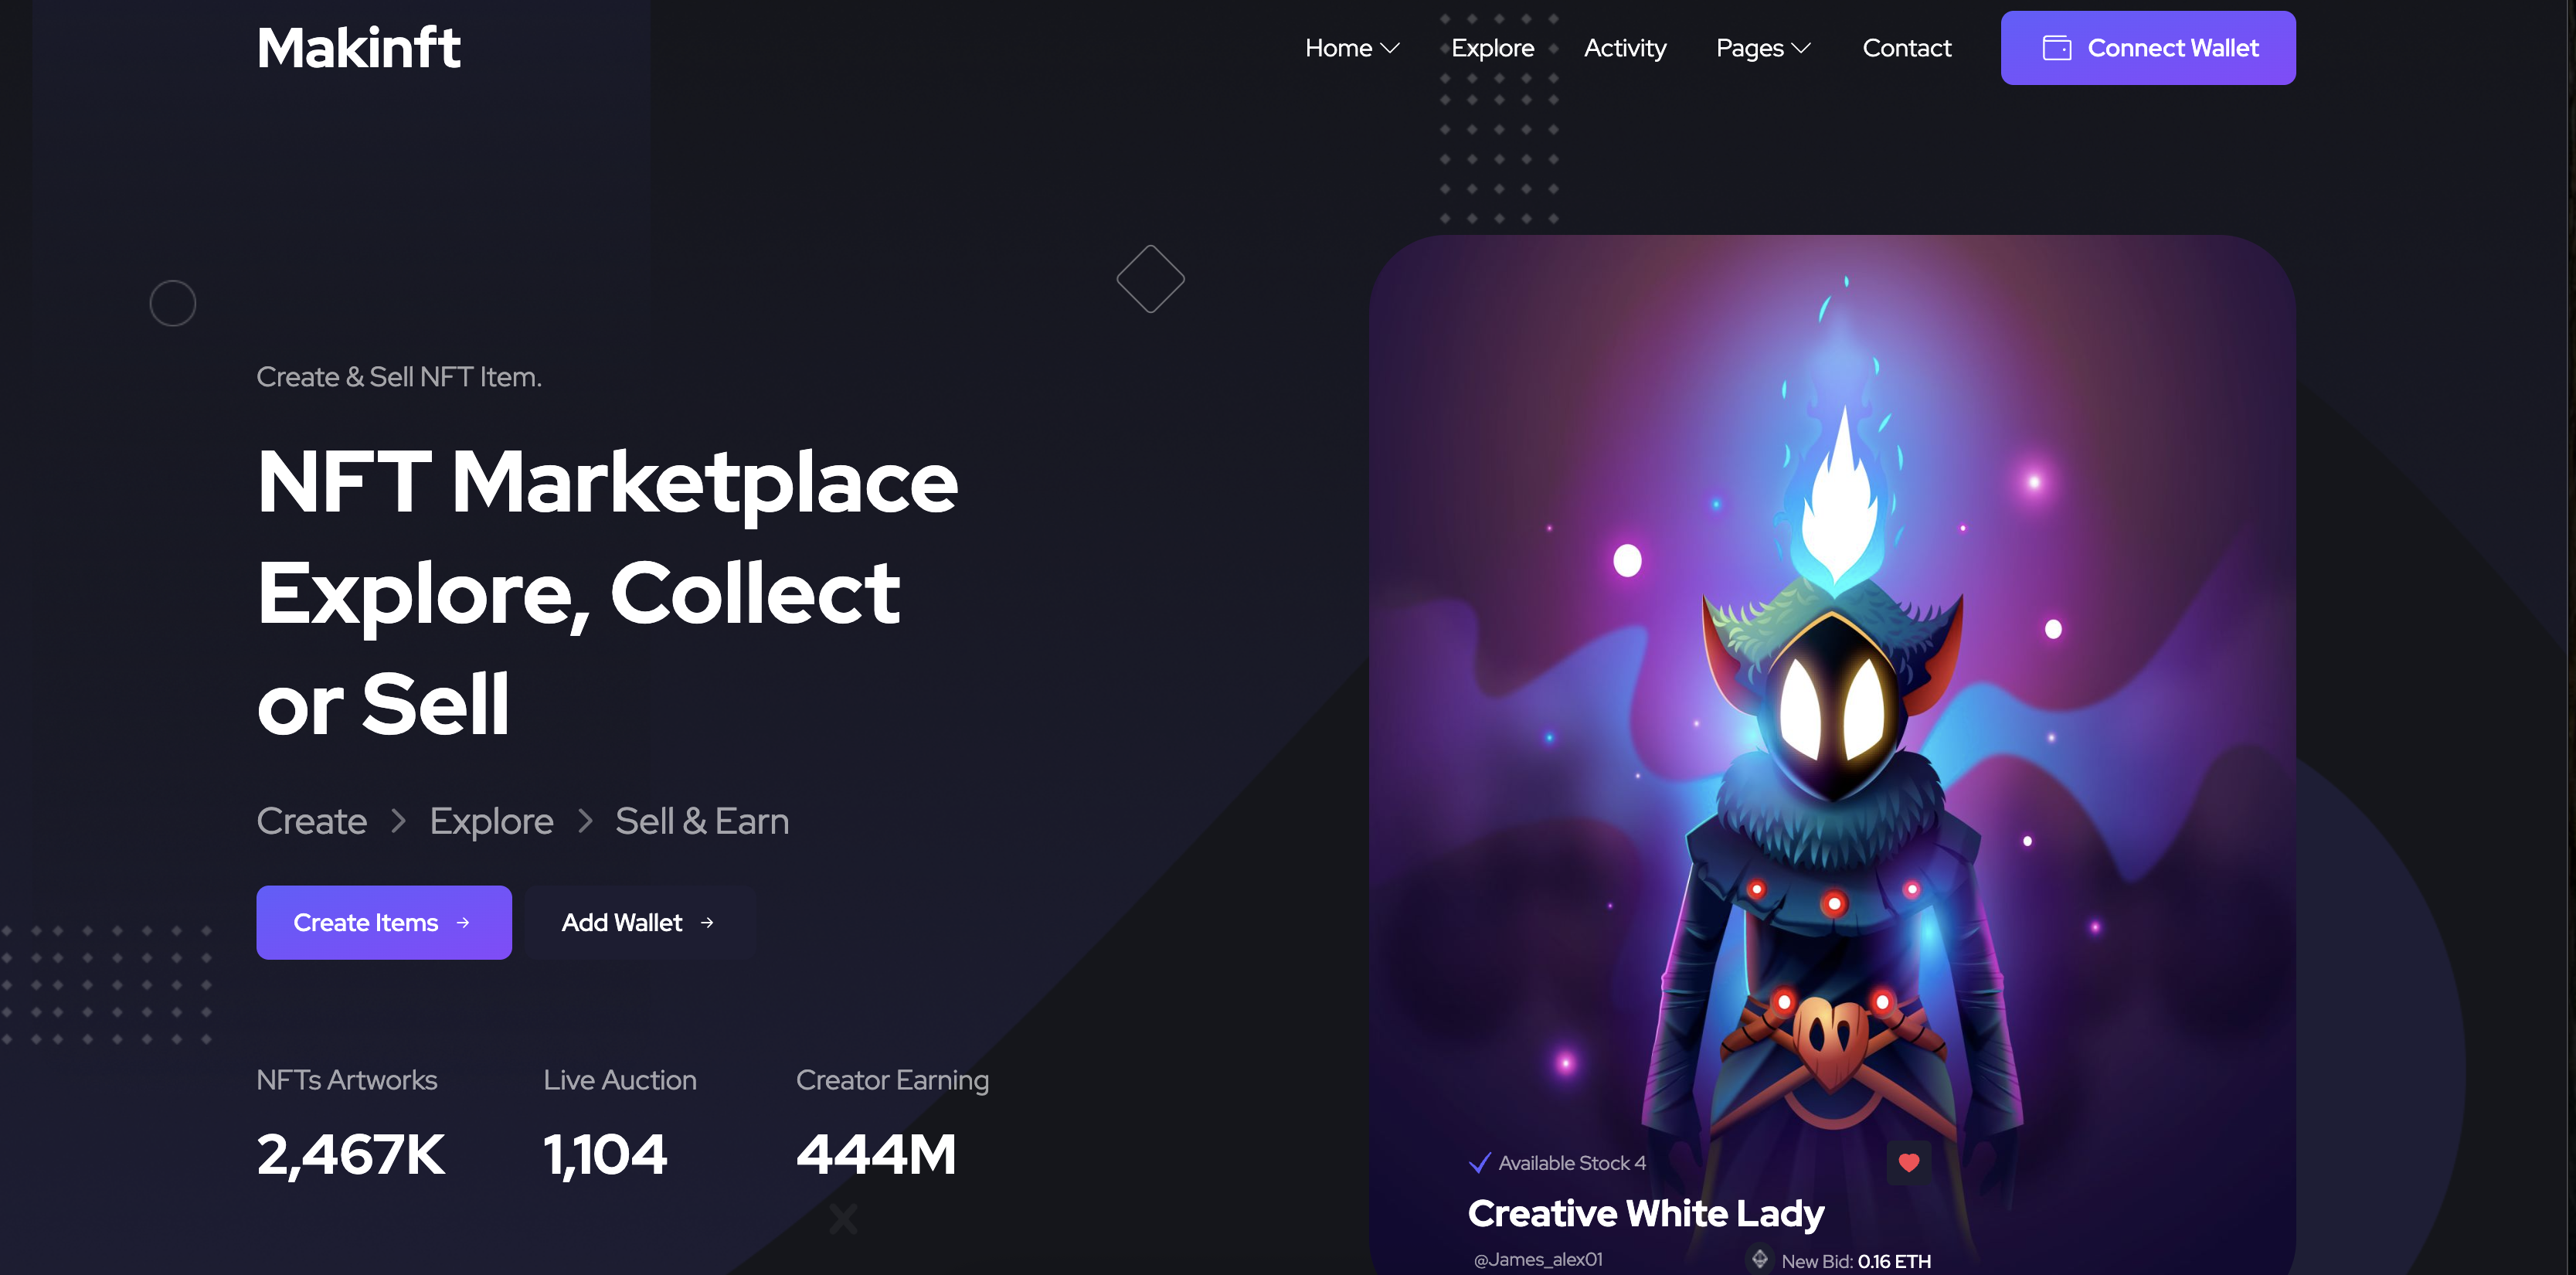 Makinft
Home Explore Activity Pages Contact Connect Wallet
Create & Sell NFT Item.
NFT Marketplace
Explore, Collect
or Sell
Create > Explore > Sell & Earn
Create Items → Add Wallet →
NFTs Artworks Live Auction Creator Earning
2,467K 1,104 444M
Available Stock 4
Creative White Lady
@James_alex01 New Bid: 0.16 ETH